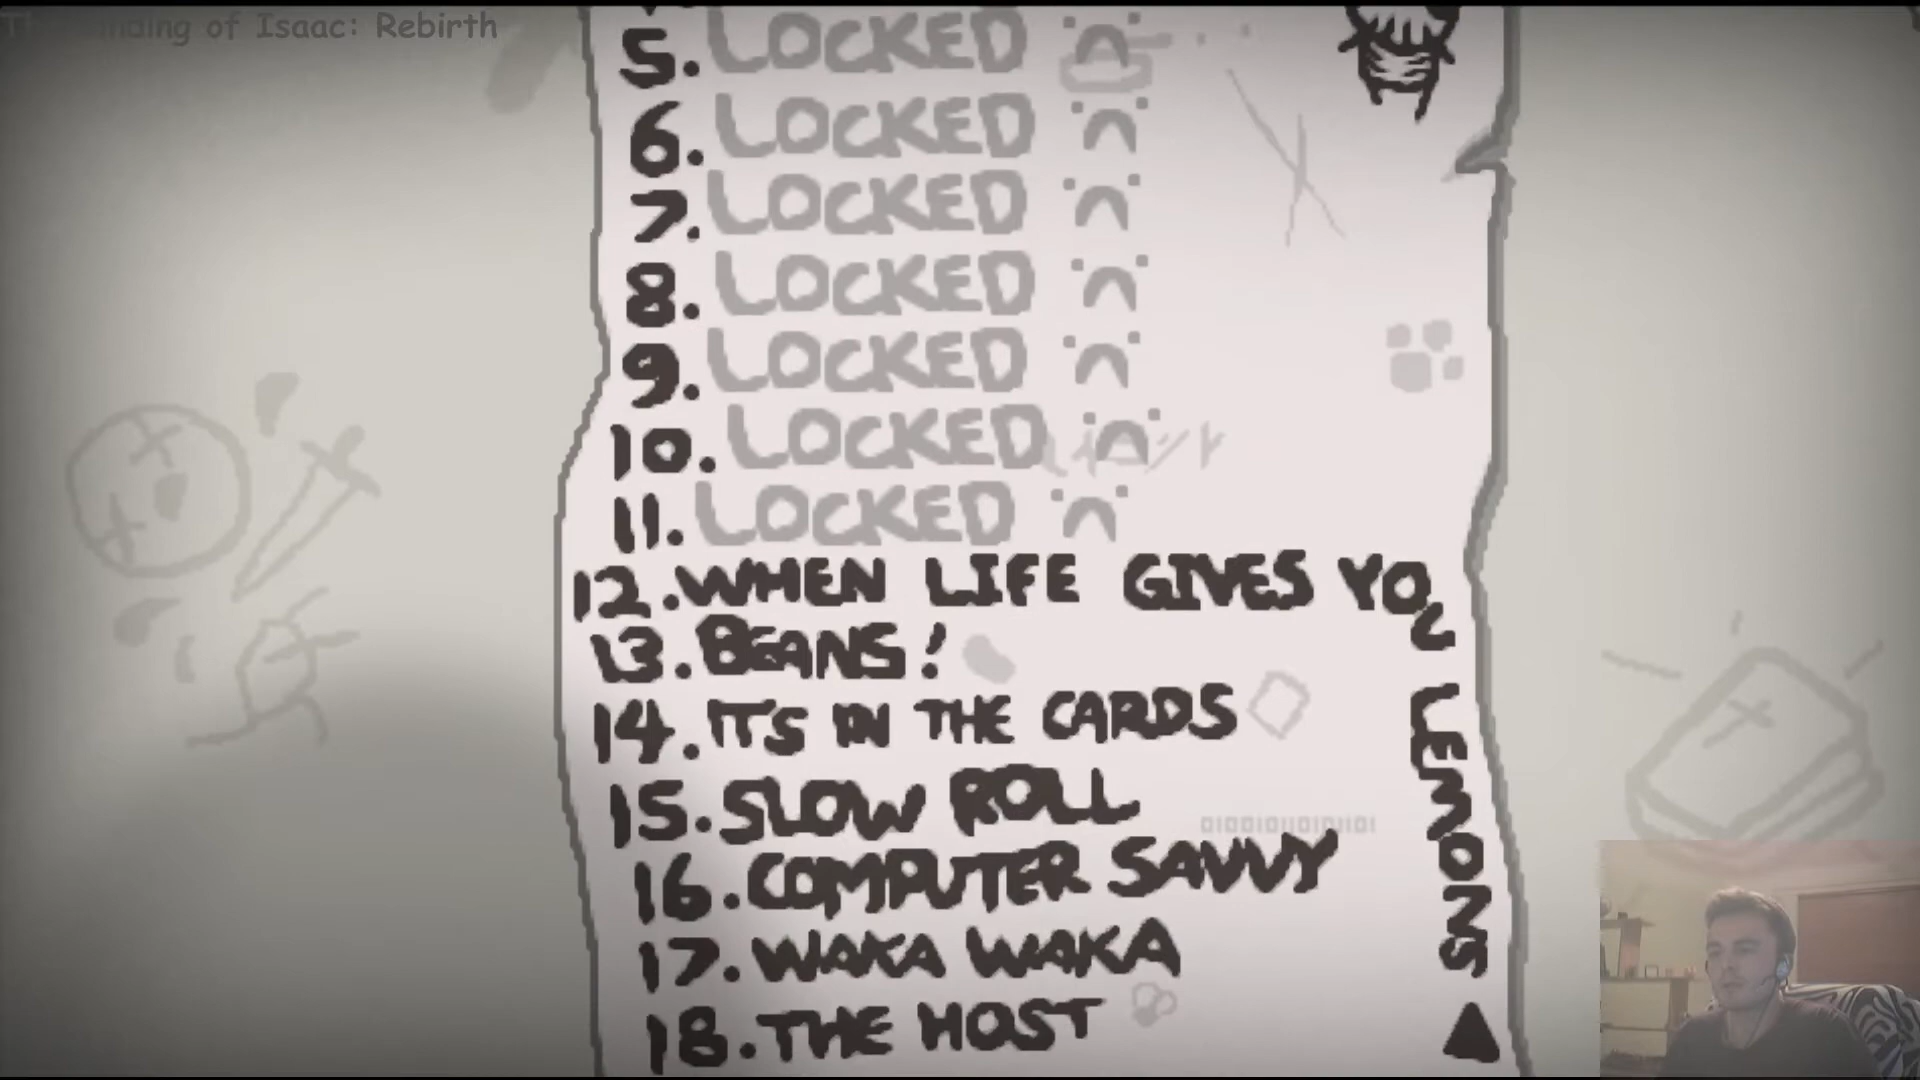 The Binding of Isaac: Rebirth
5. LOCKED
6. LOCKED
7. LOCKED
8. LOCKED
9. LOCKED
10. LOCKED
11. LOCKED
12. WHEN LIFE GIVES YOU LEMONS
13. BEANS!
14. IT'S IN THE CARDS
15. SLOW ROLL
16. COMPUTER SAVVY
17. WAKA WAKA
18. THE HOST